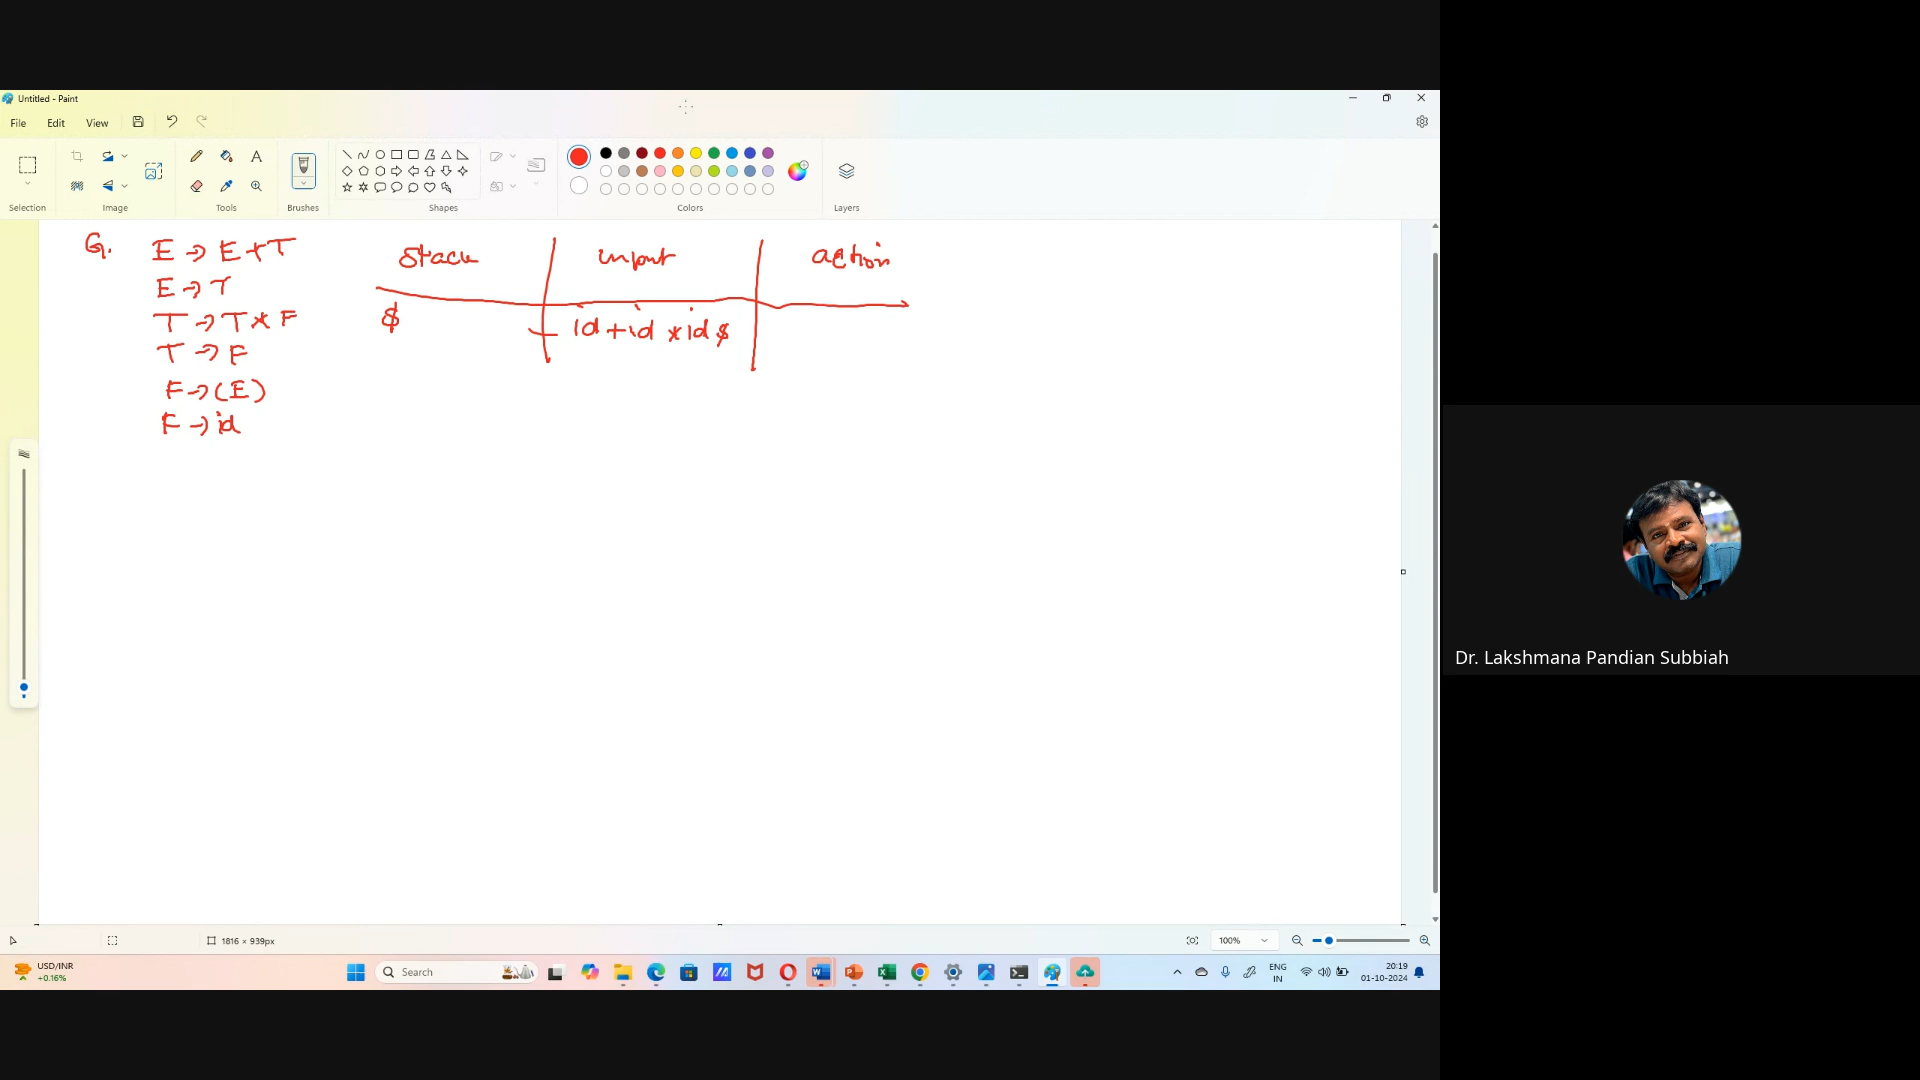 Untitled - Paint
File Edit View
Selection Image Tools Brushes Shapes Colors Layers
G. E → E + T
E → T
T → T * F
T → F
F → (E)
F → id
Stack input action
$ id + id * id $
Dr. Lakshmana Pandian Subbiah
1816 × 939px
100%
USD/INR
+0.16%
Search
ENG
IN
20:19
01-10-2024